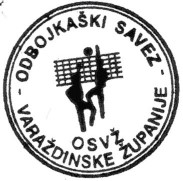 - ODBOJKAŠKI SAVEZ -
OSVŽ
VARAŽDINSKE ŽUPANIJE